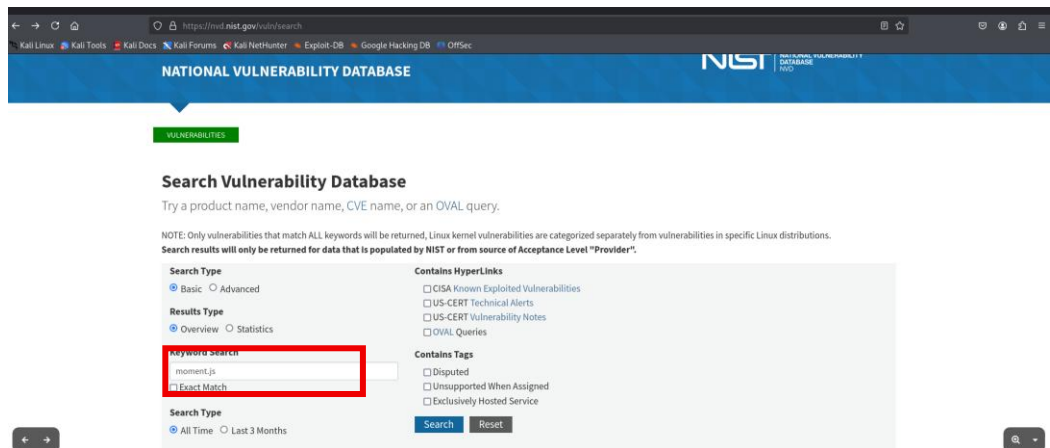 https://nvd.nist.gov/vuln/search
Kali Linux Kali Tools Kali Docs Kali Forums Kali NetHunter Exploit-DB Google Hacking DB OffSec
NATIONAL VULNERABILITY DATABASE
NIST
NATIONAL VULNERABILITY
DATABASE
NVD
VULNERABILITIES
Search Vulnerability Database
Try a product name, vendor name, CVE name, or an OVAL query.
NOTE: Only vulnerabilities that match ALL keywords will be returned, Linux kernel vulnerabilities are categorized separately from vulnerabilities in specific Linux distributions.
Search results will only be returned for data that is populated by NIST or from source of Acceptance Level "Provider".
Search Type
Basic Advanced
Results Type
Overview Statistics
Keyword Search
moment.js
Exact Match
Search Type
All Time Last 3 Months
Contains HyperLinks
CISA Known Exploited Vulnerabilities
US-CERT Technical Alerts
US-CERT Vulnerability Notes
OVAL Queries
Contains Tags
Disputed
Unsupported When Assigned
Exclusively Hosted Service
Search Reset